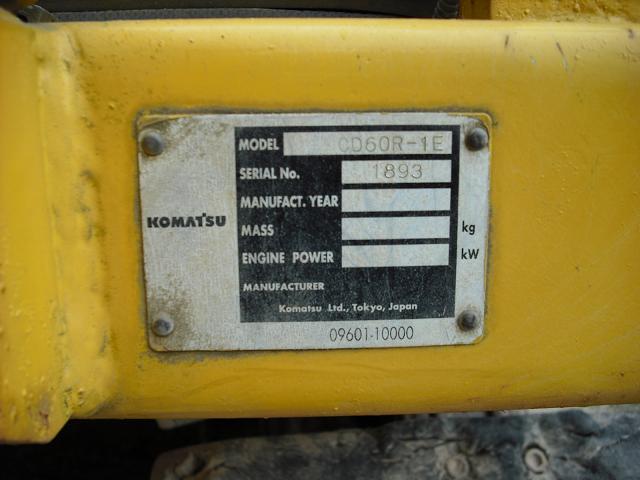 MODEL CD60R-1E
SERIAL No. 1893
MANUFACT. YEAR
KOMATSU
MASS kg
ENGINE POWER kW
MANUFACTURER
Komatsu Ltd., Tokyo, Japan
09601-10000